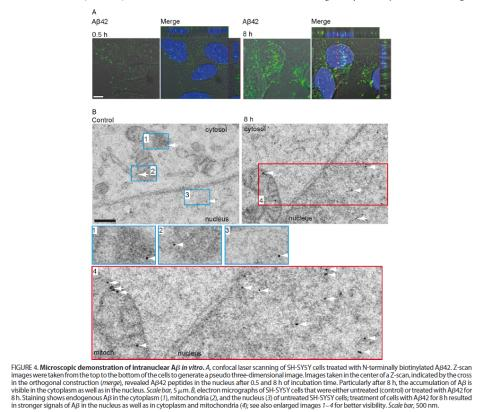 A
Aβ42
Merge
Aβ42
Merge
0.5 h
8 h
B
Control
8 h
1
cytosol
cytosol
2
3
4
nucleus
nucleus
1
2
3
4
mitoch.
nucleus
FIGURE 4. Microscopic demonstration of intranuclear Aβ in vitro. A, confocal laser scanning of SH-SY5Y cells treated with N-terminally biotinylated Aβ42. Z-scan
images were taken from the top to the bottom of the cells to generate a pseudo three-dimensional image. Images taken in the center of a Z-scan, indicated by the cross
in the orthogonal construction (merge), revealed Aβ42 peptides in the nucleus after 0.5 and 8 h of incubation time. Particularly after 8 h, the accumulation of Aβ is
visible in the cytoplasm as well as in the nucleus. Scale bar, 5 μm. B, electron micrographs of SH-SY5Y cells that were either untreated (control) or treated with Aβ42 for
8 h. Staining shows endogenous Aβ in the cytoplasm (1), mitochondria (2), and the nucleus (3) of untreated SH-SY5Y cells; treatment of cells with Aβ42 for 8 h resulted
in stronger signals of Aβ in the nucleus as well as in cytoplasm and mitochondria (4); see also enlarged images 1–4 for better visibility. Scale bar, 500 nm.